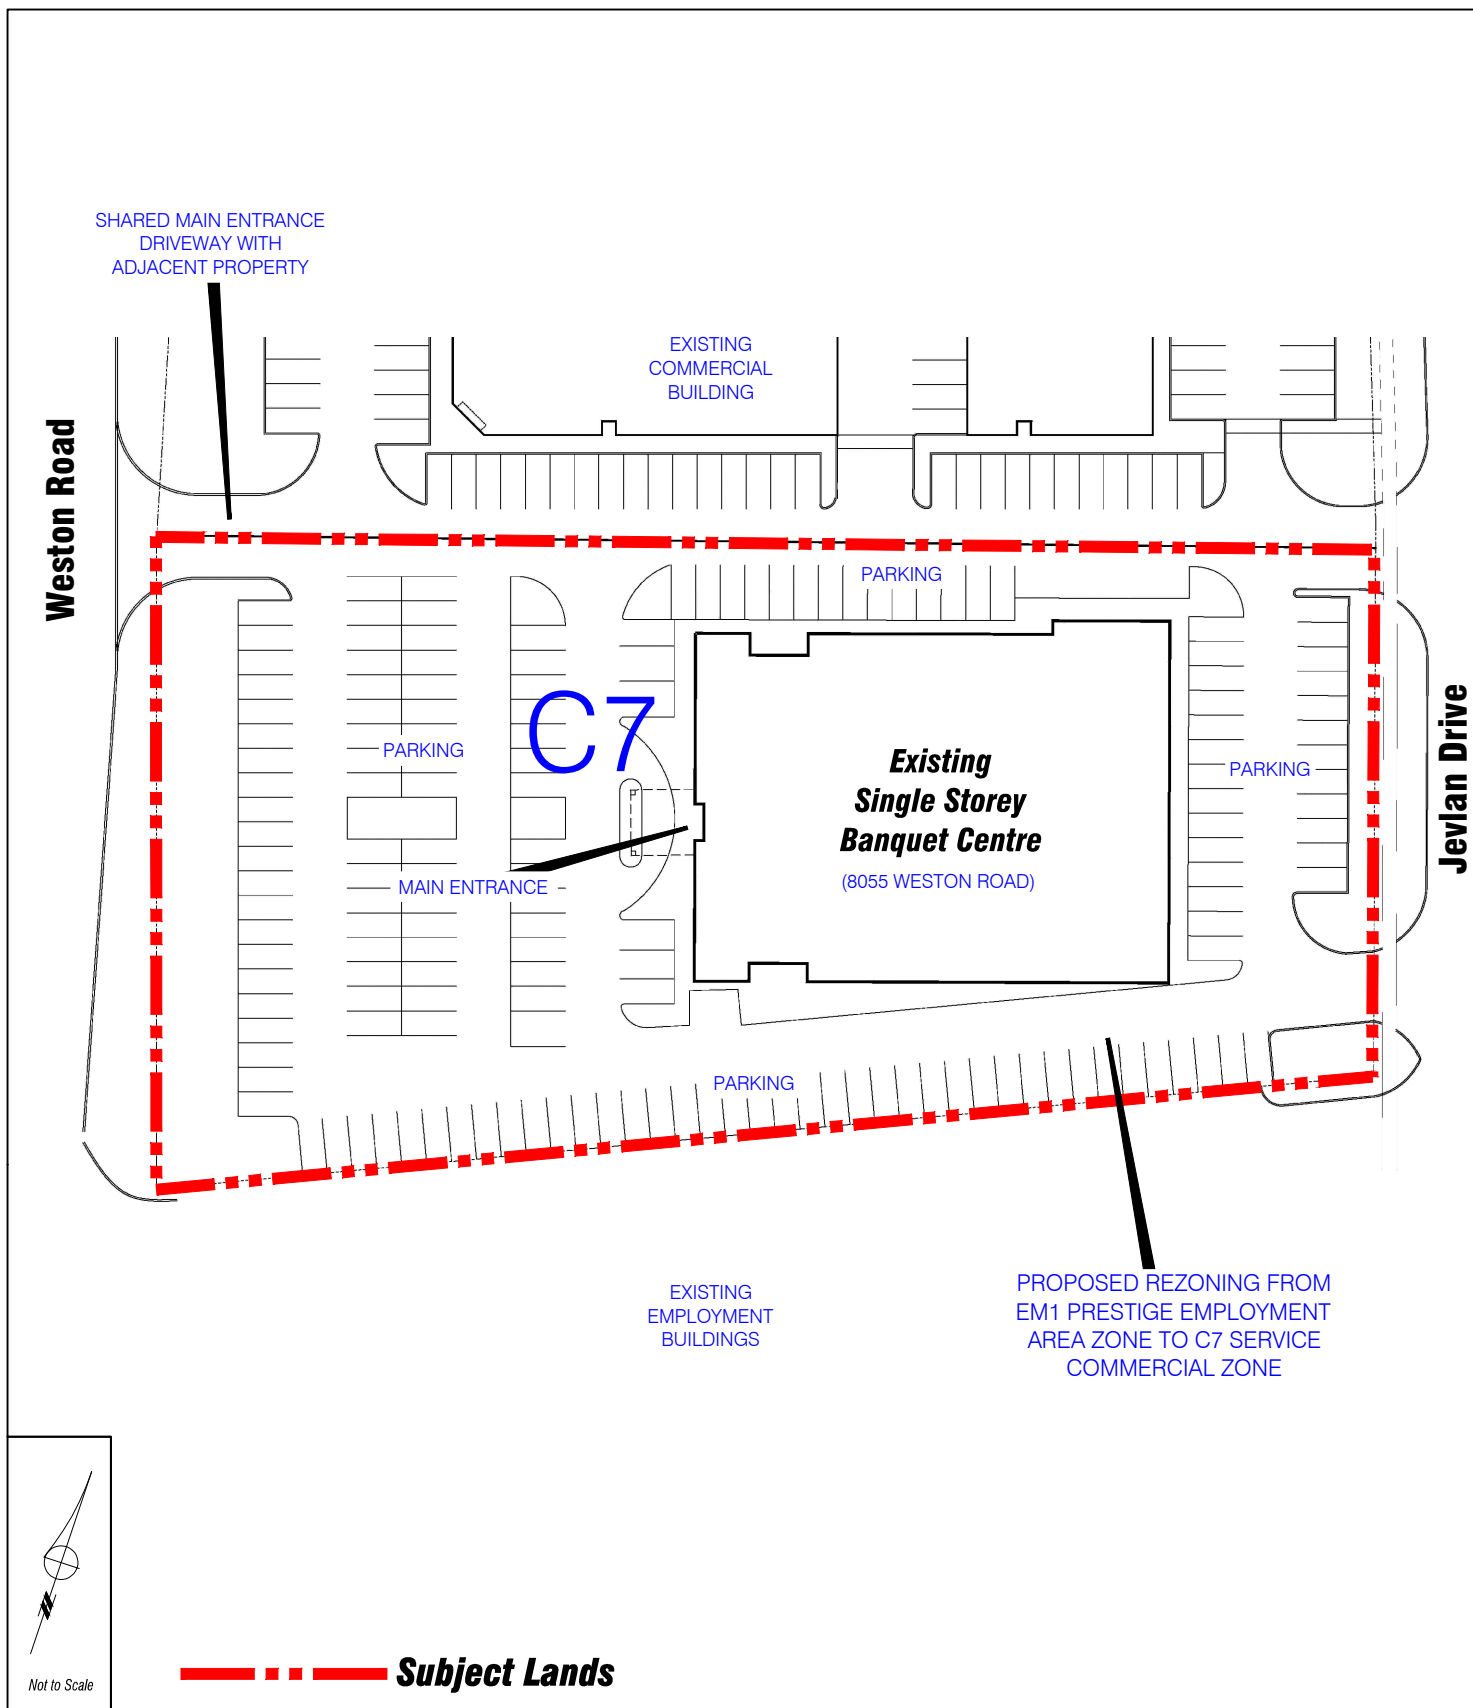 SHARED MAIN ENTRANCE
DRIVEWAY WITH
ADJACENT PROPERTY
EXISTING
COMMERCIAL
BUILDING
Weston Road
PARKING
C7
PARKING
Existing
Single Storey
Banquet Centre
(8055 WESTON ROAD)
PARKING
Jevlan Drive
MAIN ENTRANCE
PARKING
EXISTING
EMPLOYMENT
BUILDINGS
PROPOSED REZONING FROM
EM1 PRESTIGE EMPLOYMENT
AREA ZONE TO C7 SERVICE
COMMERCIAL ZONE
N
Not to Scale
Subject Lands